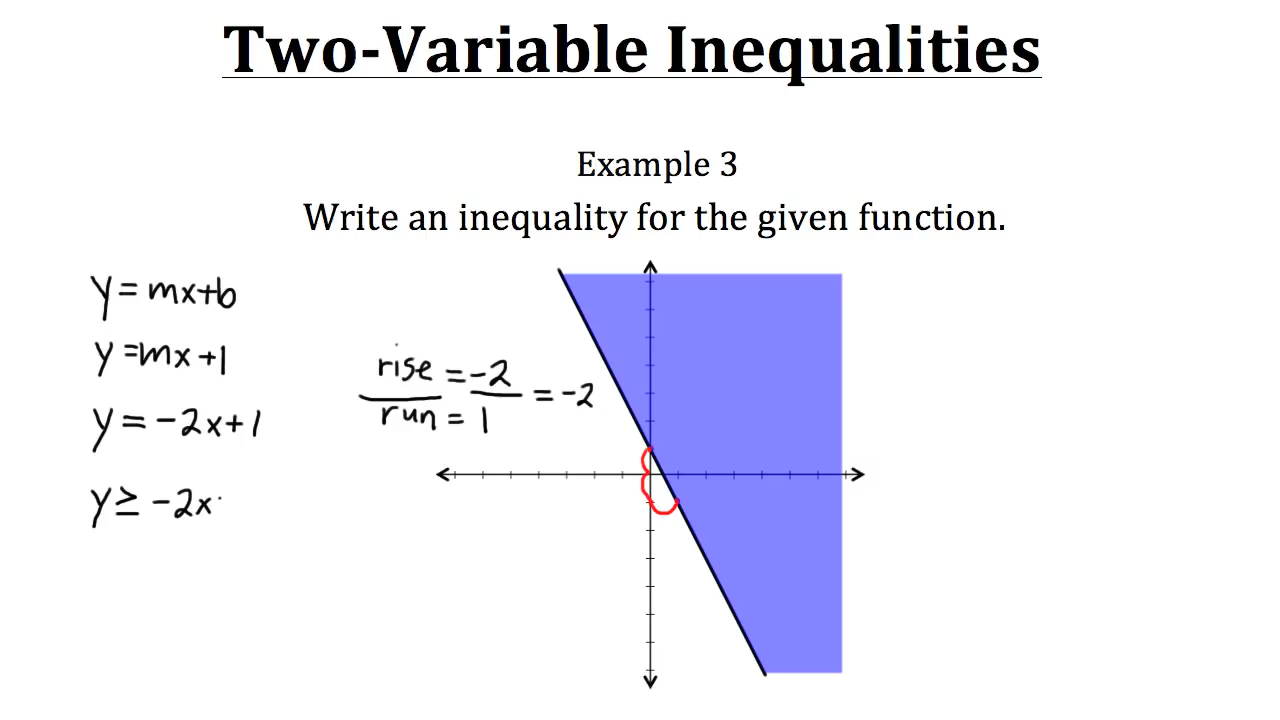 Two-Variable Inequalities
Example 3
Write an inequality for the given function.
y = mx+b
y = mx +1
y = -2x+1
y ≥ -2x
rise = -2 = -2
run = 1